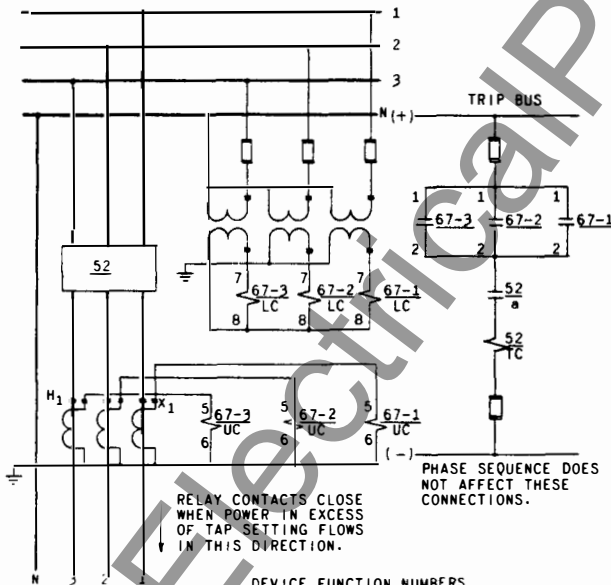 1
2
3
N (+)
TRIP BUS
1 1 1
67-3 67-2 67-1
2 2 2
52
7 7 7
67-3 67-2 67-1
LC LC LC
8 8 8
52
a
52
TC
H1 X1
5 5 5
67-3 67-2 67-1
UC UC UC
6 6 6
(-)
PHASE SEQUENCE DOES
NOT AFFECT THESE
CONNECTIONS.
RELAY CONTACTS CLOSE
WHEN POWER IN EXCESS
OF TAP SETTING FLOWS
IN THIS DIRECTION.
N 3 2 1
DEVICE FUNCTION NUMBERS
ElectricalP